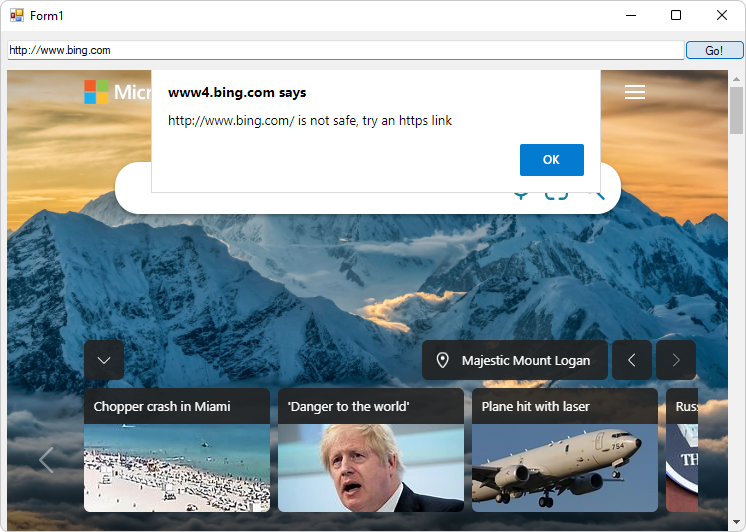 Form1
http://www.bing.com
Go!
Micr
www4.bing.com says
http://www.bing.com/ is not safe, try an https link
OK
Majestic Mount Logan
Chopper crash in Miami
'Danger to the world'
Plane hit with laser
Russ
754
TH